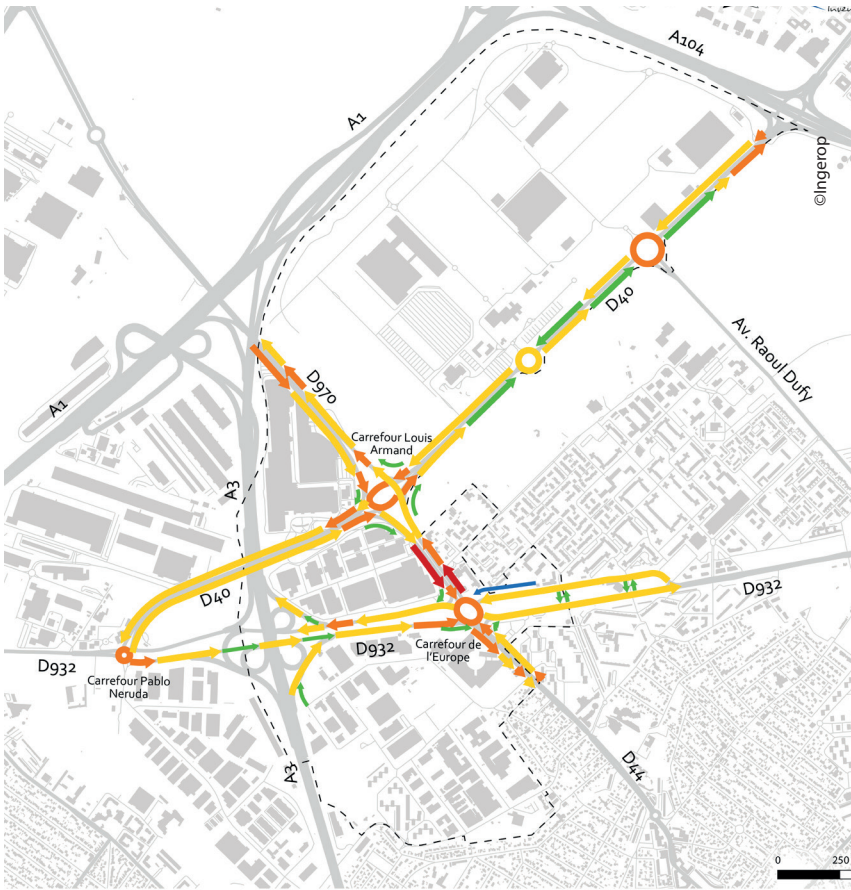 A104
A1
©Ingerop
D40
Av. Raoul Dufy
D970
A1
Carrefour Louis
Armand
A3
D40
D932
D932
D932
Carrefour de
l'Europe
Carrefour Pablo
Neruda
A3
D44
0 250